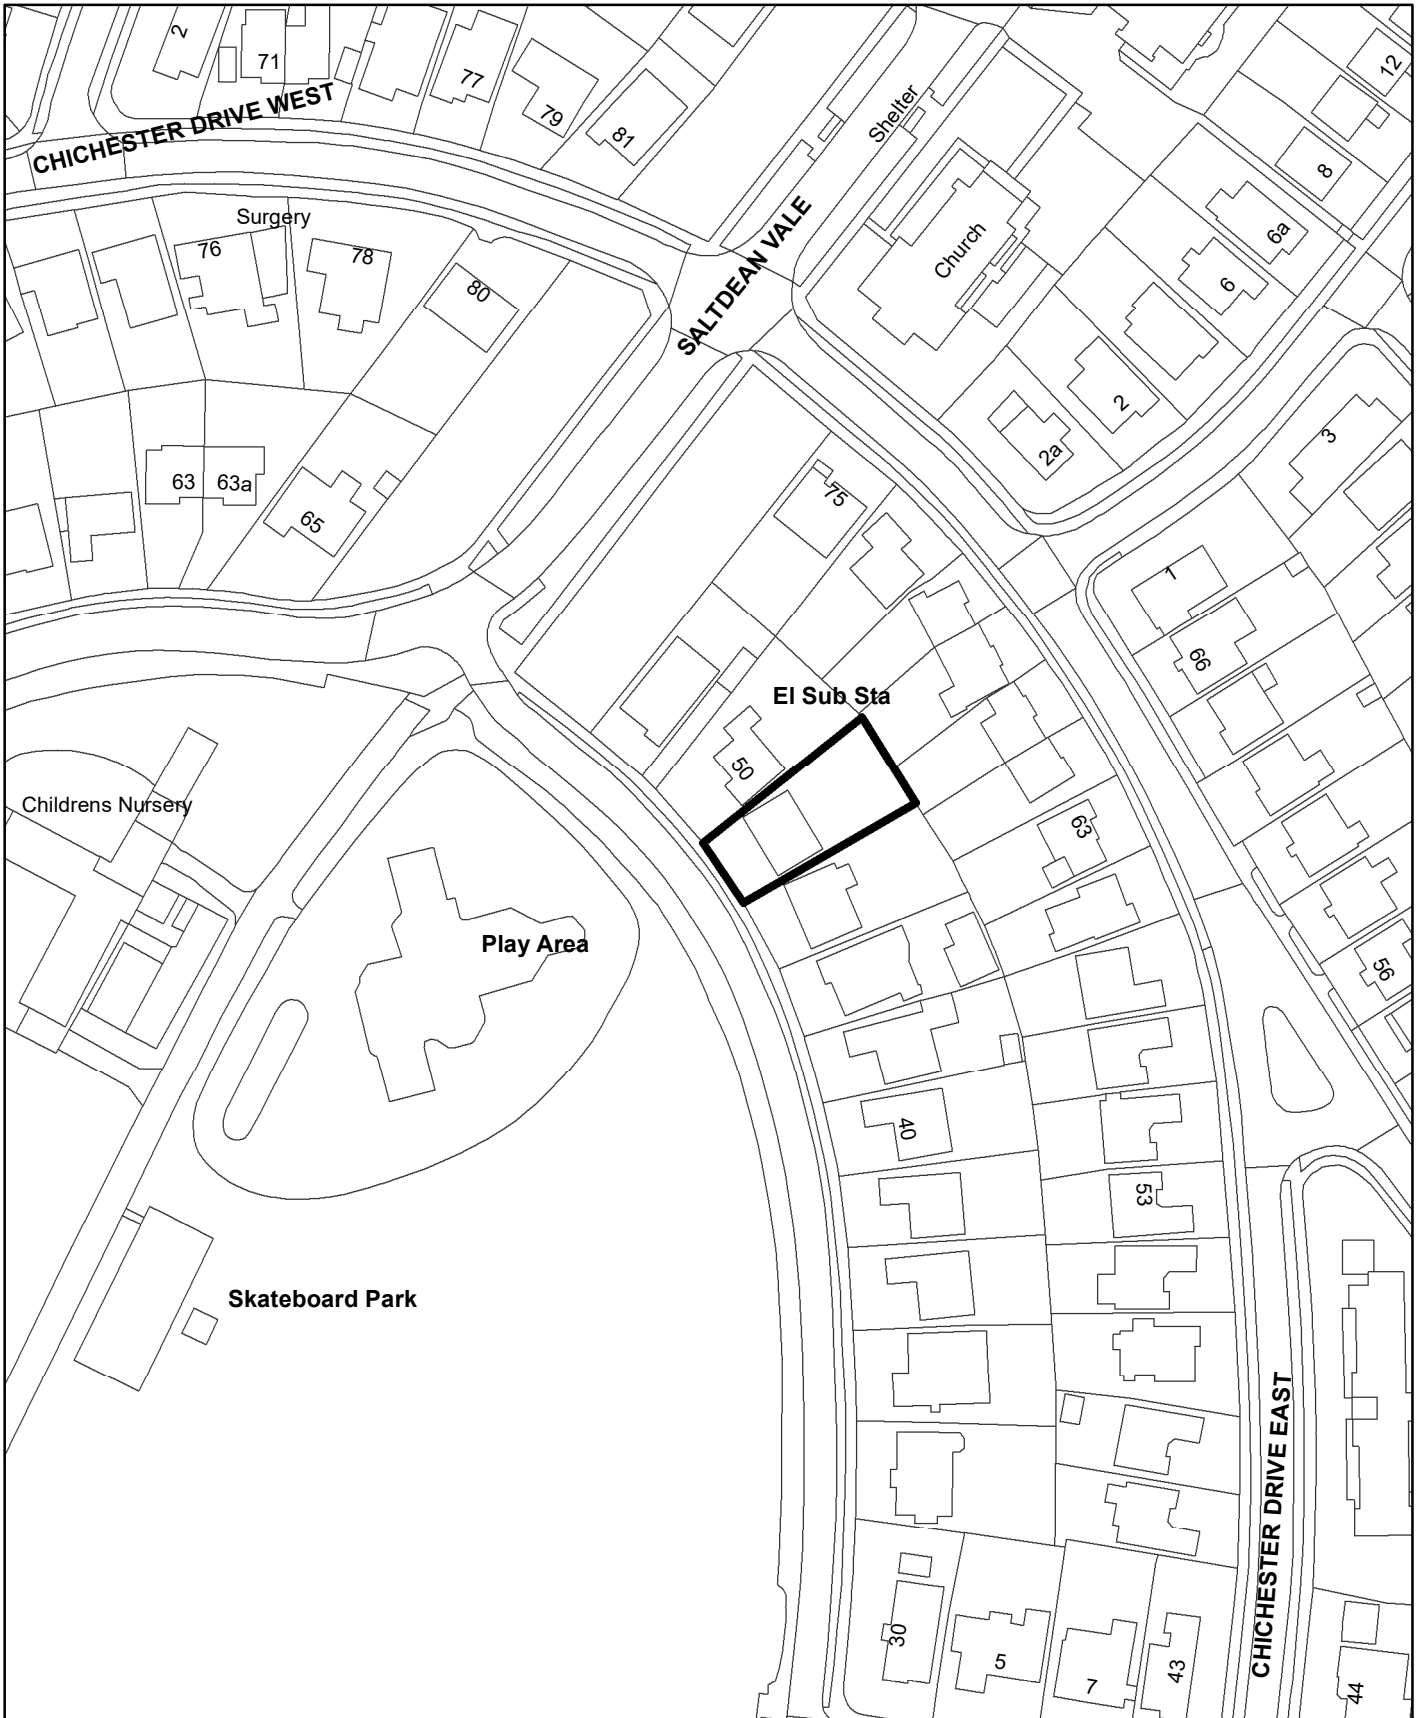 2
71
77
79
81
12
CHICHESTER DRIVE WEST
Shelter
8
Surgery
76
78
80
SALTDEAN VALE
Church
6a
6
2
2a
3
63
63a
65
75
1
66
El Sub Sta
50
Childrens Nursery
63
Play Area
56
40
53
Skateboard Park
CHICHESTER DRIVE EAST
30
5
7
43
44